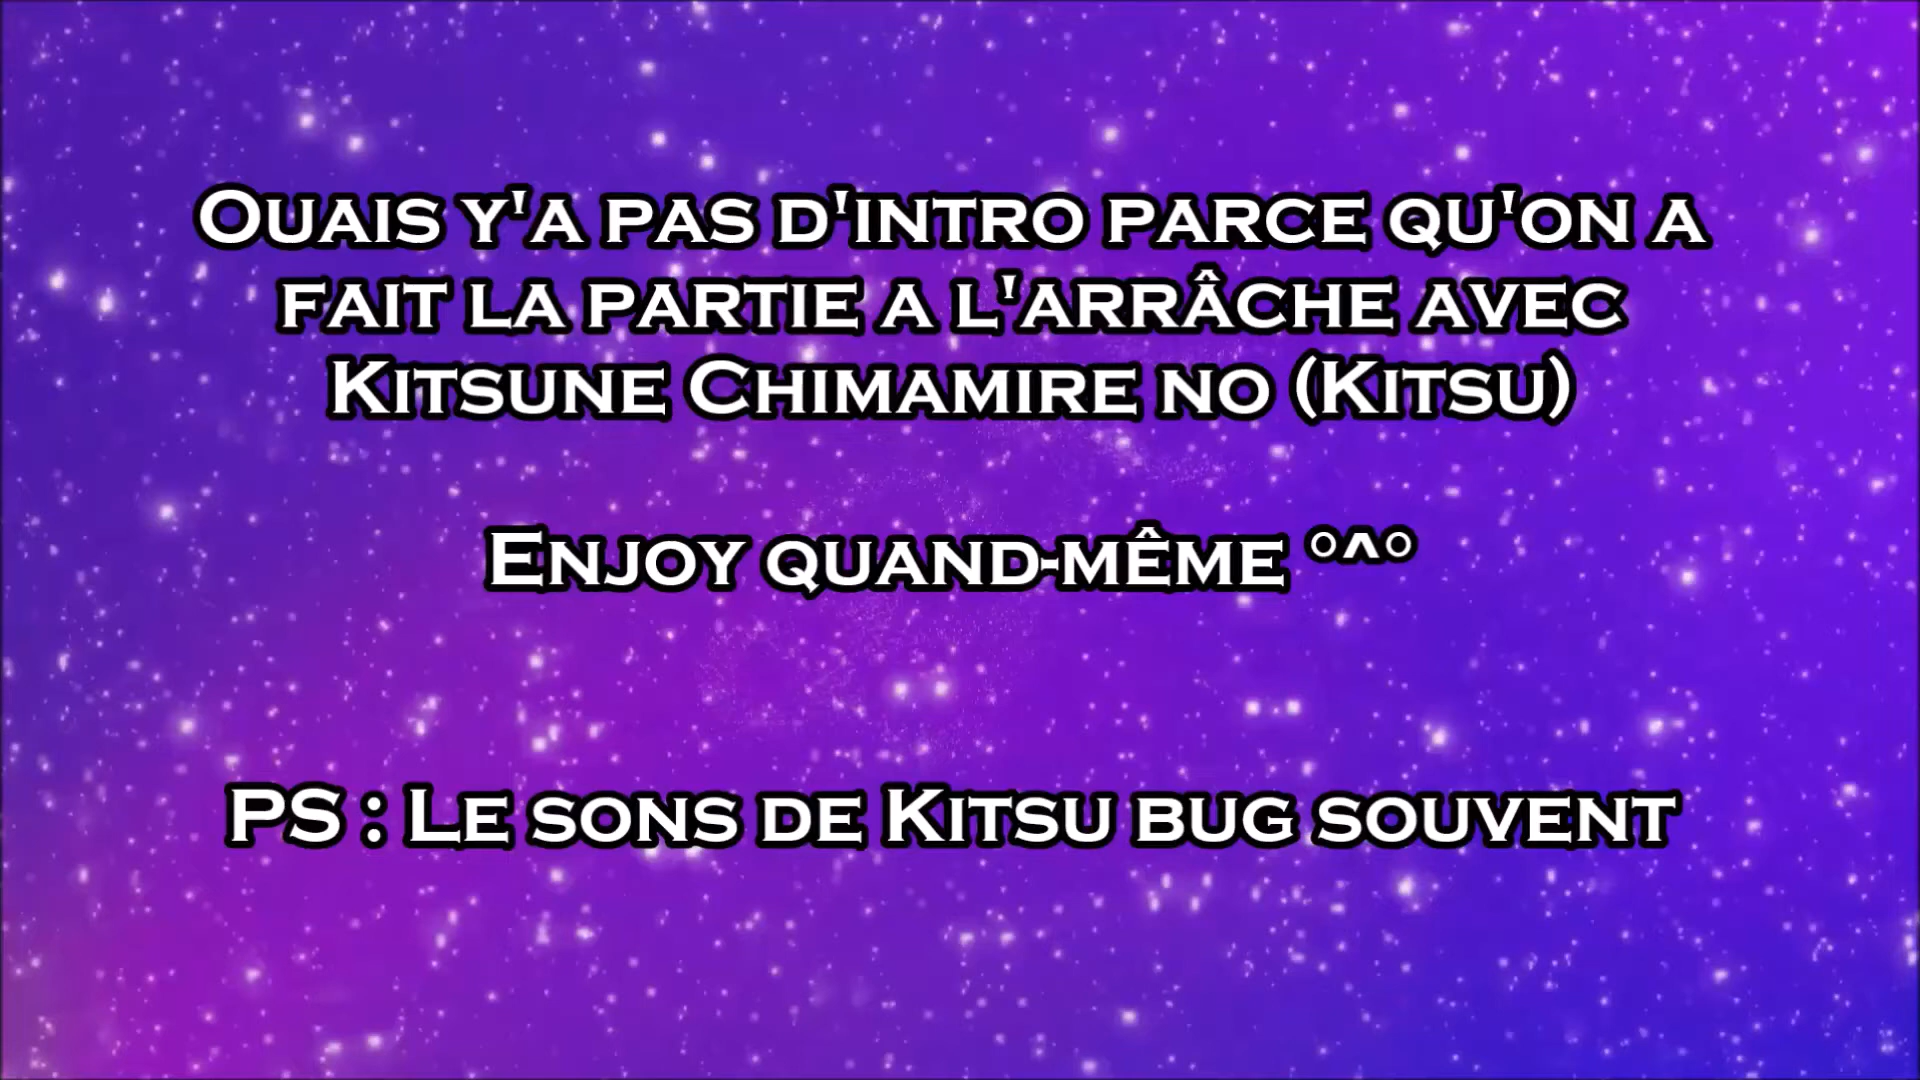 Ouais y'a pas d'intro parce qu'on a
fait la partie a l'arrâche avec
Kitsune Chimamire no (Kitsu)
Enjoy quand-même °^°
PS : Le sons de Kitsu bug souvent